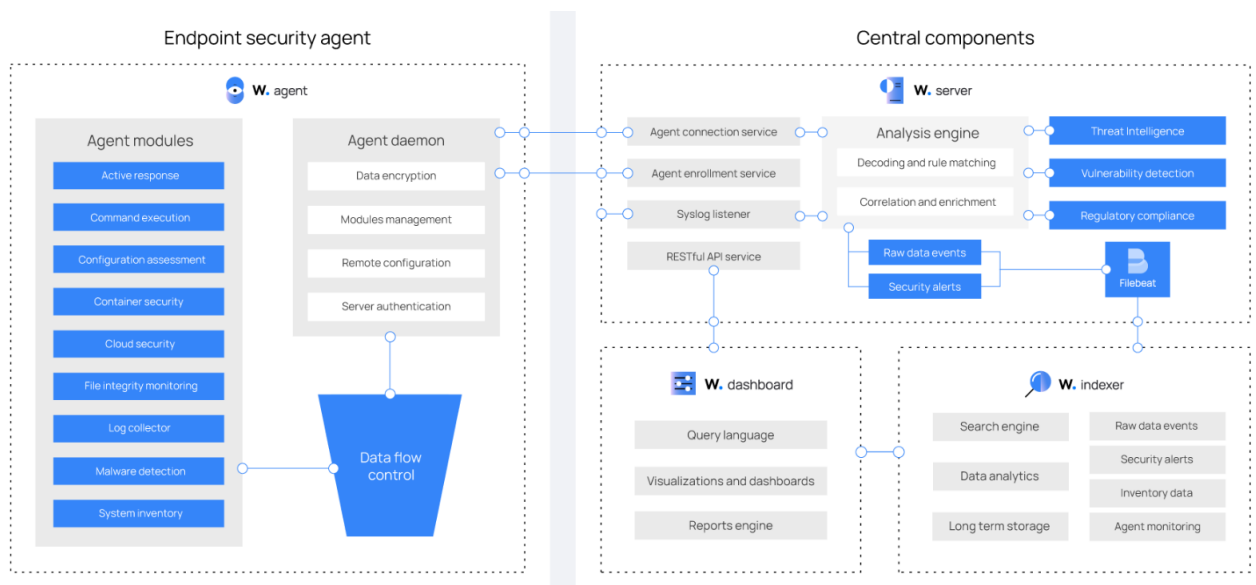 Endpoint security agent
W. agent
Agent modules
Active response
Command execution
Configuration assessment
Container security
Cloud security
File integrity monitoring
Log collector
Malware detection
System inventory
Agent daemon
Data encryption
Modules management
Remote configuration
Server authentication
Data flow
control
Central components
W. server
Agent connection service
Agent enrollment service
Syslog listener
RESTful API service
Analysis engine
Decoding and rule matching
Correlation and enrichment
Threat Intelligence
Vulnerability detection
Regulatory compliance
Raw data events
Security alerts
Filebeat
W. dashboard
Query language
Visualizations and dashboards
Reports engine
W. indexer
Search engine
Data analytics
Long term storage
Raw data events
Security alerts
Inventory data
Agent monitoring